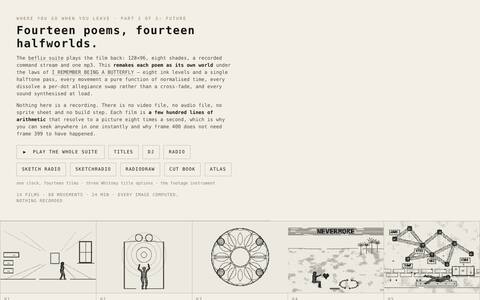 WHERE YOU GO WHEN YOU LEAVE · PART 2 OF 2: FUTURE
Fourteen poems, fourteen
halfworlds.
The beflix suite plays the film back: 128×96, eight shades, a recorded
command stream and one mp3. This remakes each poem as its own world under
the laws of I REMEMBER BEING A BUTTERFLY — eight ink levels and a single
halftone pass, every movement a pure function of normalised time, every
dissolve a per-dot allegiance swap rather than a cross-fade, and every
sound synthesised at load.
Nothing here is a recording. There is no video file, no audio file, no
sprite sheet and no build step. Each film is a few hundred lines of
arithmetic that resolve to a picture eight times a second, which is why
you can seek anywhere in one instantly and why frame 400 does not need
frame 399 to have happened.
▶ PLAY THE WHOLE SUITE
TITLES
DJ
RADIO
SKETCH RADIO
SKETCHRADIO
RADIODRAW
CUT BOOK
ATLAS
one clock, fourteen films · three Whitney title options · the footage instrument
14 FILMS · 88 MOVEMENTS · 24 MIN · EVERY IMAGE COMPUTED,
NOTHING RECORDED
NEVERMORE